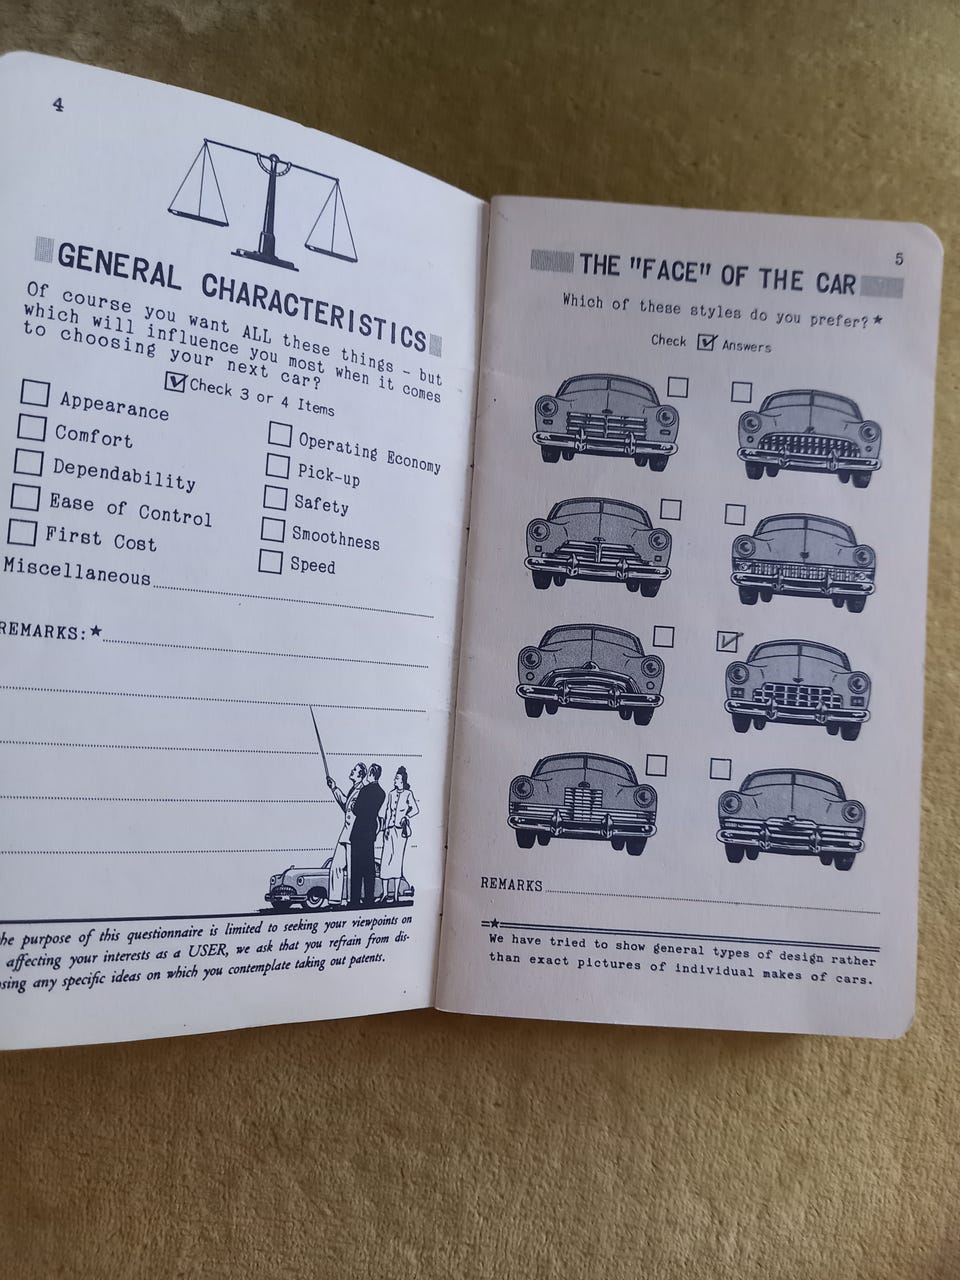 4
GENERAL CHARACTERISTICS
Of course you want ALL these things - but
which will influence you most when it comes
to choosing your next car?
Check 3 or 4 Items
Appearance
Comfort
Dependability
Ease of Control
First Cost
Operating Economy
Pick-up
Safety
Smoothness
Speed
Miscellaneous
REMARKS:★
he purpose of this questionnaire is limited to seeking your viewpoints on
affecting your interests as a USER, we ask that you refrain from dis-
sing any specific ideas on which you contemplate taking out patents.
5
THE "FACE" OF THE CAR
Which of these styles do you prefer?★
Check Answers
REMARKS
★
We have tried to show general types of design rather
than exact pictures of individual makes of cars.